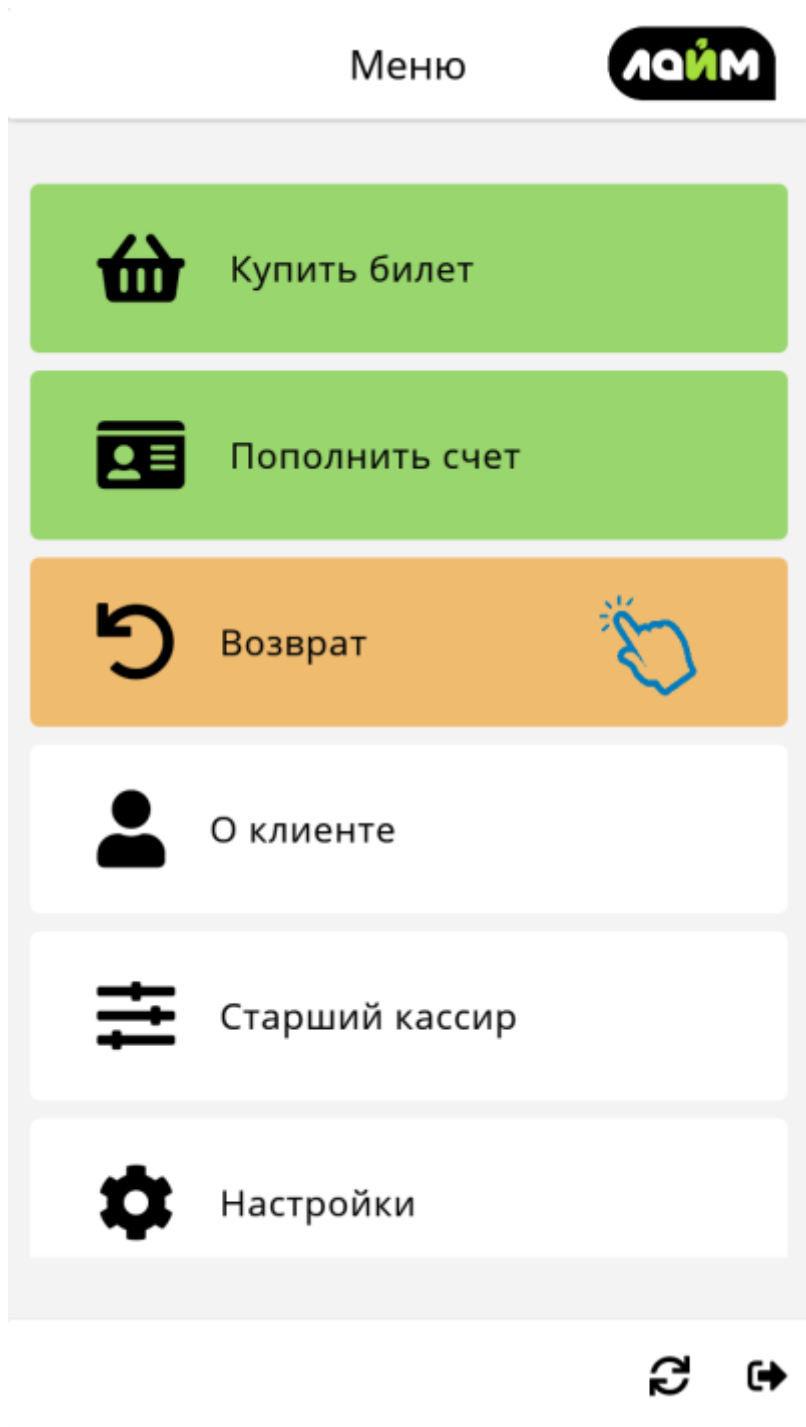 Меню
лайм
Купить билет
Пополнить счет
Возврат
О клиенте
Старший кассир
Настройки